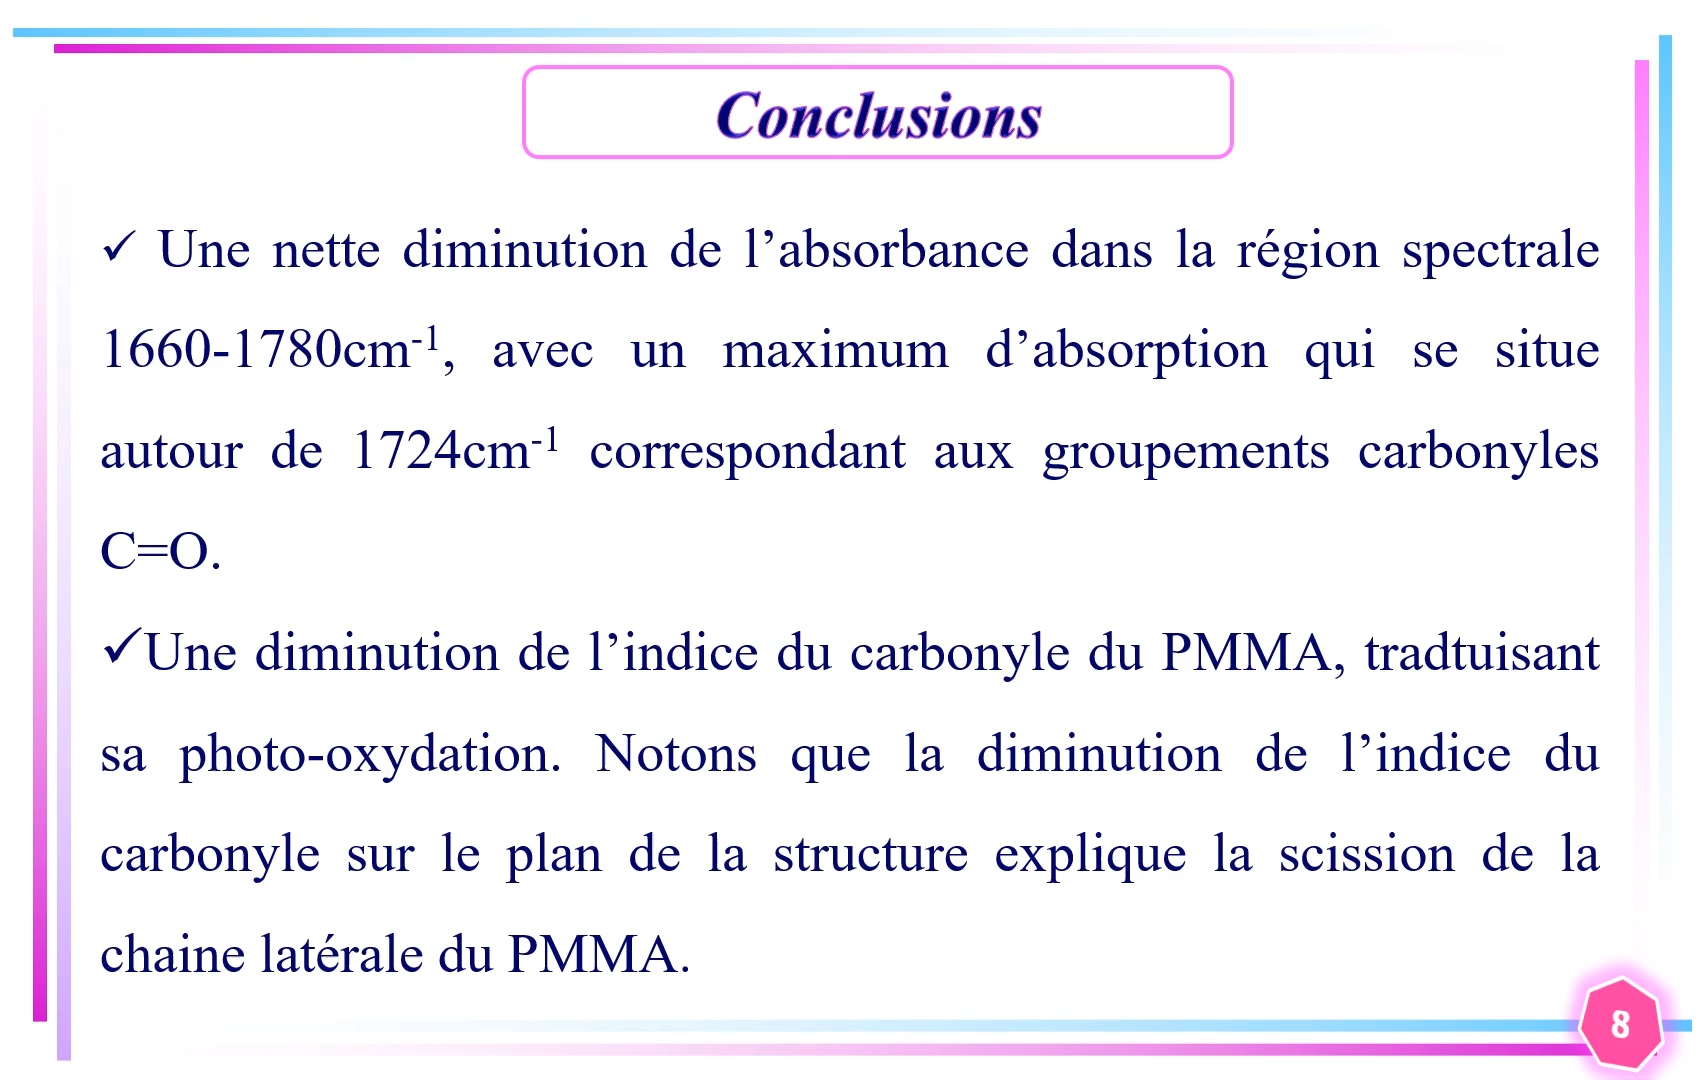 Conclusions
✓ Une nette diminution de l’absorbance dans la région spectrale
1660-1780cm⁻¹, avec un maximum d’absorption qui se situe
autour de 1724cm⁻¹ correspondant aux groupements carbonyles
C=O.
✓Une diminution de l’indice du carbonyle du PMMA, tradtuisant
sa photo-oxydation. Notons que la diminution de l’indice du
carbonyle sur le plan de la structure explique la scission de la
chaine latérale du PMMA.
8